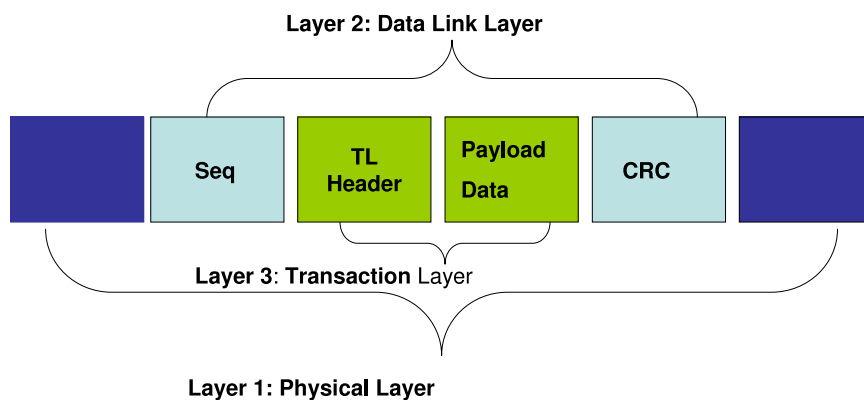 Layer 2: Data Link Layer
Seq
TL
Header
Payload
Data
CRC
Layer 3: Transaction Layer
Layer 1: Physical Layer